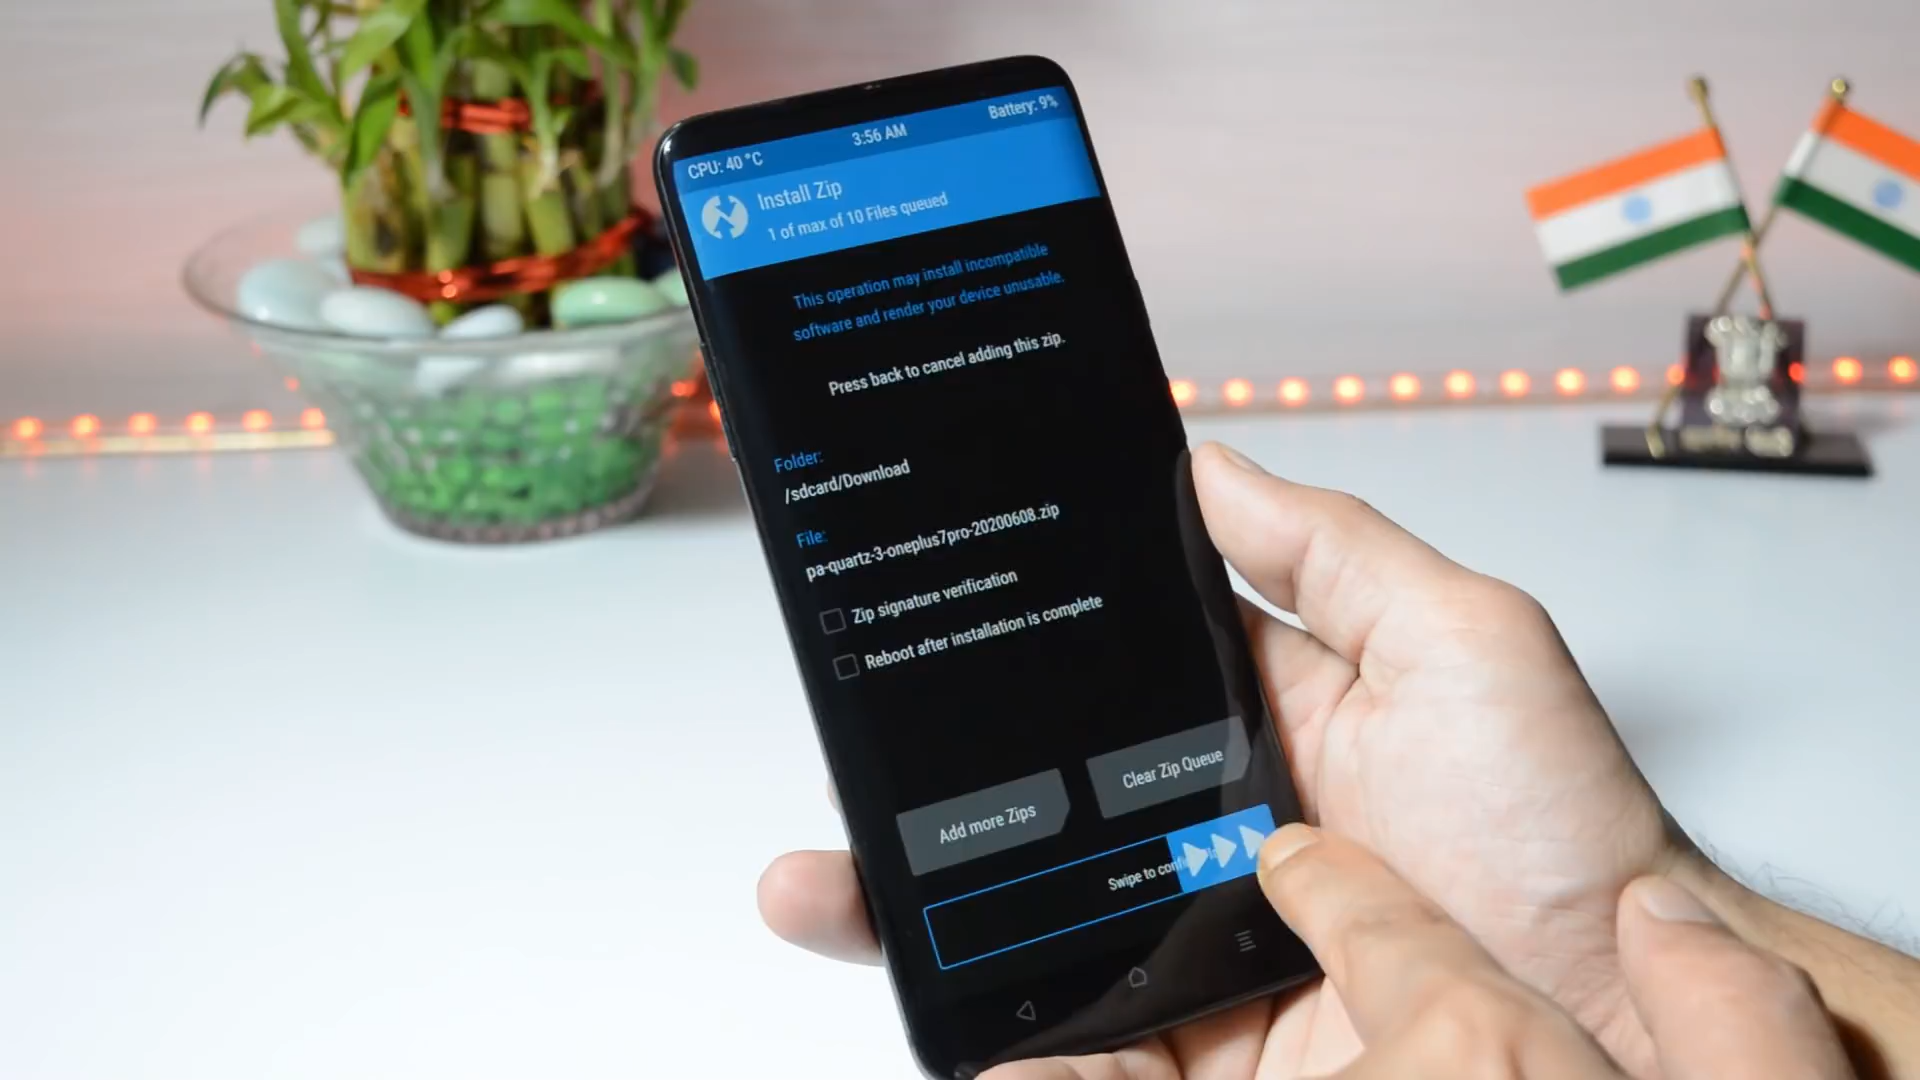 CPU: 40 °C
3:56 AM
Battery: 9%
Install Zip
1 of max of 10 Files queued
This operation may install incompatible
software and render your device unusable.
Press back to cancel adding this zip.
Folder:
/sdcard/Download
File:
pa-quartz-3-oneplus7pro-20200608.zip
Zip signature verification
Reboot after installation is complete
Add more Zips
Clear Zip Queue
Swipe to